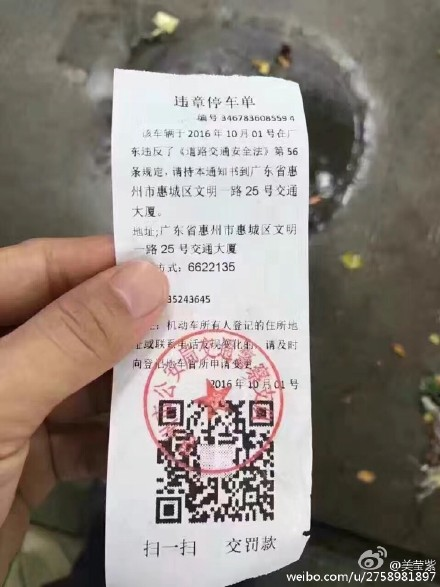 违章停车单
编号 3467836085594
该车辆于 2016 年 10 月 01 号在广
东违反了《道路交通安全法》第 56
条规定，请持本通知书到广东省惠
州市惠城区文明一路 25 号交通
大厦。
地址:广东省惠州市惠城区文明
一路 25 号交通大厦
方式：6622135
35243645
机动车所有人登记的住所地
址或联系电话发现变化的，请及时
向登记地车管所申请变更
2016 年 10 月 01 号
扫一扫 交罚款
@美莹紫
weibo.com/u/2758981897